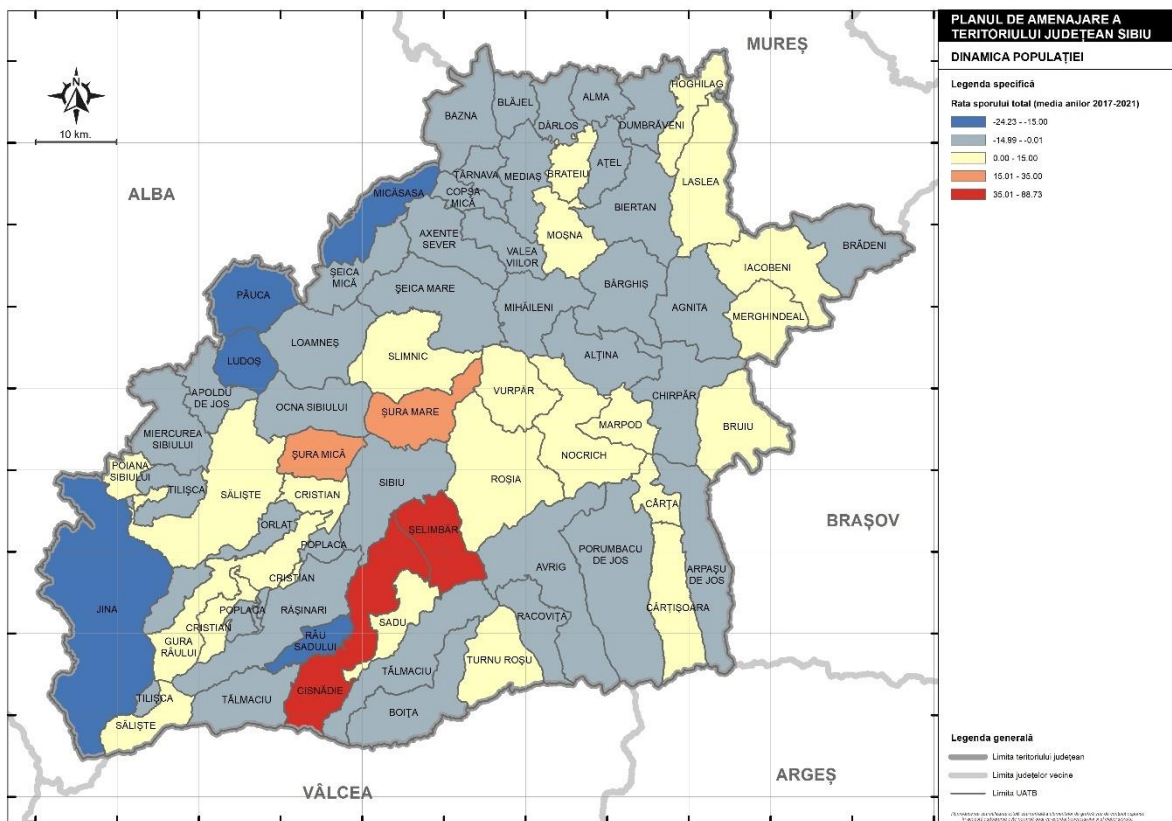 PLANUL DE AMENAJARE A
TERITORIULUI JUDEȚEAN SIBIU
DINAMICA POPULAȚIEI
Legenda specifică
Rata sporului total (media anilor 2017-2021)
-24.23 - -15.00
-14.99 - -0.01
0.00 - 15.00
15.01 - 35.00
35.01 - 88.73
N
10 km.
MUREȘ
ALBA
BRAȘOV
ARGEȘ
VÂLCEA
HOGHILAG
BAZNA
BLĂJEL
ALMA
DÂRLOS
DUMBRĂVENI
TÂRNAVA
MEDIAȘ
BRATEIU
AȚEL
LASLEA
MICĂSASA
COPȘA
MICĂ
BIERTAN
AXENTE
SEVER
MOȘNA
BRĂDENI
VALEA
VIILOR
IACOBENI
ȘEICA
MICĂ
ȘEICA MARE
BÂRGHIȘ
PĂUCA
MIHĂILENI
AGNITA
MERGHINDEAL
LOAMNEȘ
SLIMNIC
ALȚINA
LUDOȘ
APOLDU
DE JOS
OCNA SIBIULUI
ȘURA MARE
VURPĂR
CHIRPĂR
MIERCUREA
SIBIULUI
MARPOD
BRUIU
ȘURA MICĂ
NOCRICH
POIANA
SIBIULUI
TILIȘCA
SĂLIȘTE
CRISTIAN
SIBIU
ROȘIA
CÂRȚA
ORLAT
ȘELIMBĂR
POPLACA
AVRIG
PORUMBACU
DE JOS
ARPAȘU
DE JOS
CRISTIAN
JINA
POPLACA
RĂȘINARI
CÂRȚIȘOARA
CRISTIAN
SADU
RACOVIȚA
GURA
RÂULUI
RÂU
SADULUI
TURNU ROȘU
TĂLMACIU
CISNĂDIE
TILIȘCA
TĂLMACIU
BOIȚA
SĂLIȘTE
Legenda generală
Limita teritoriului județean
Limita județelor vecine
Limita UATB